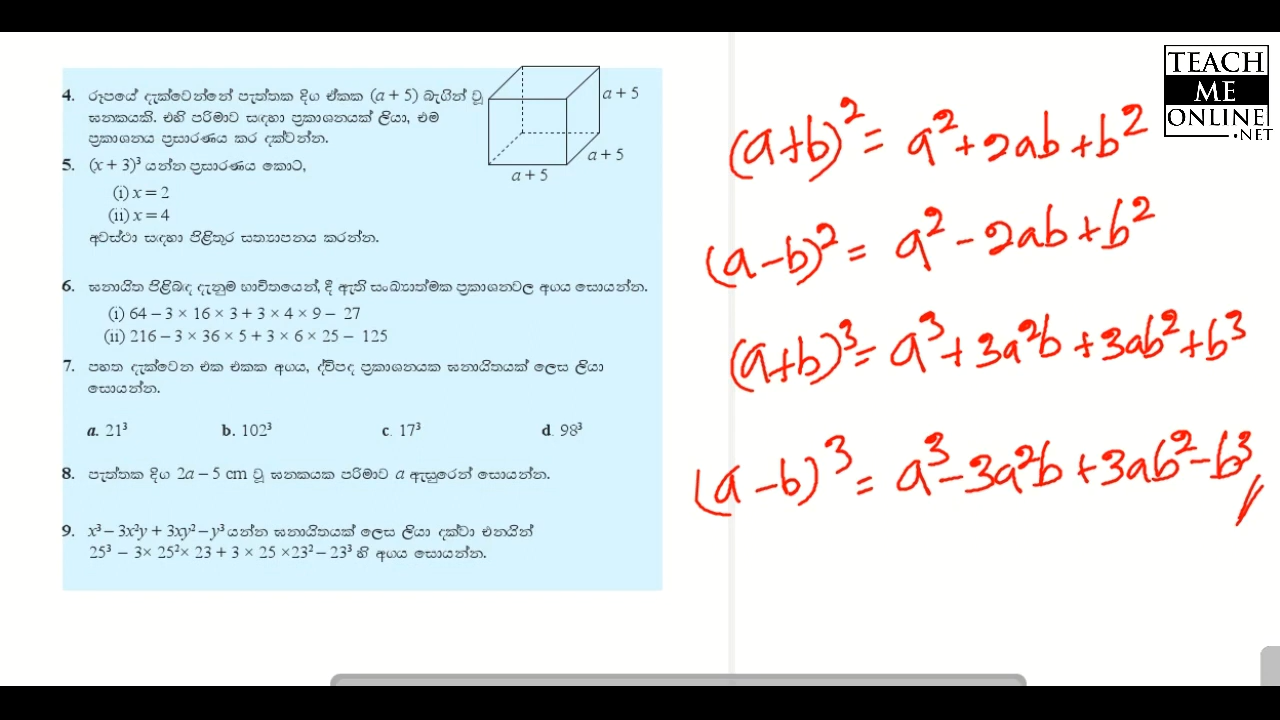 4. රූපයේ දැක්වෙන්නේ පැත්තක දිග ඒකක (a + 5) බැගින් වූ
ඝනකයකි. එහි පරිමාව සඳහා ප්‍රකාශනයක් ලියා, එම
ප්‍රකාශනය ප්‍රසාරණය කර දක්වන්න.
a + 5
a + 5
a + 5
5. (x + 3)³ යන්න ප්‍රසාරණය කොට,
(i) x = 2
(ii) x = 4
අවස්ථා සඳහා පිළිතුර සත්‍යාපනය කරන්න.
6. ඝනායිත පිළිබඳ දැනුම භාවිතයෙන්, දී ඇති සංඛ්‍යාත්මක ප්‍රකාශනවල අගය සොයන්න.
(i) 64 – 3 × 16 × 3 + 3 × 4 × 9 – 27
(ii) 216 – 3 × 36 × 5 + 3 × 6 × 25 – 125
7. පහත දැක්වෙන එක එකක අගය, ද්විපද ප්‍රකාශනයක ඝනායිතයක් ලෙස ලියා
සොයන්න.
a. 21³ b. 102³ c. 17³ d. 98³
8. පැත්තක දිග 2a – 5 cm වූ ඝනකයක පරිමාව a ඇසුරෙන් සොයන්න.
9. x³ – 3x²y + 3xy² – y³ යන්න ඝනායිතයක් ලෙස ලියා දක්වා එනයින්
25³ – 3× 25²× 23 + 3 × 25 ×23² – 23³ හි අගය සොයන්න.
TEACH
ME
ONLINE
.NET
(a+b)² = a² + 2ab + b²
(a-b)² = a² - 2ab + b²
(a+b)³ = a³ + 3a²b + 3ab² + b³
(a-b)³ = a³ - 3a²b + 3ab² - b³